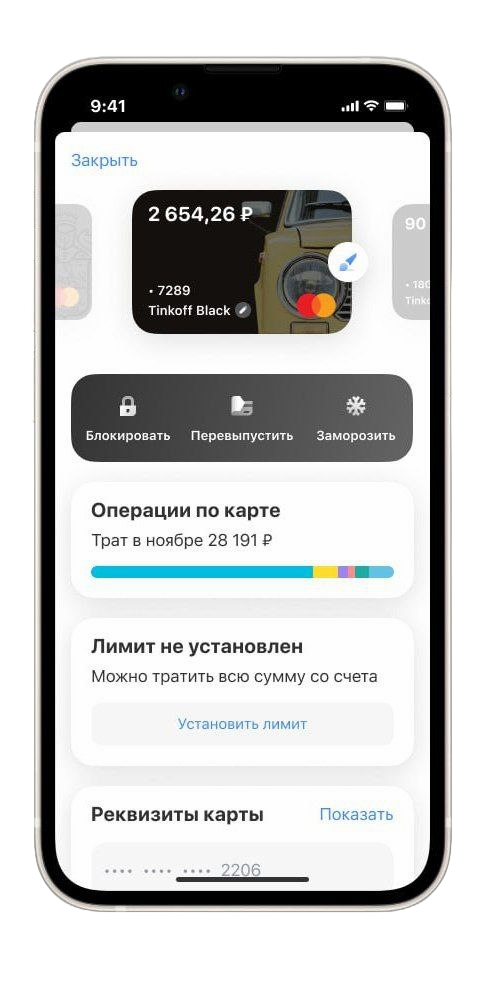 9:41
Закрыть
2 654,26 ₽
• 7289
Tinkoff Black
90
• 180
Tinko
Блокировать Перевыпустить Заморозить
Операции по карте
Трат в ноябре 28 191 ₽
Лимит не установлен
Можно тратить всю сумму со счета
Установить лимит
Реквизиты карты Показать
•••• •••• •••• 2206